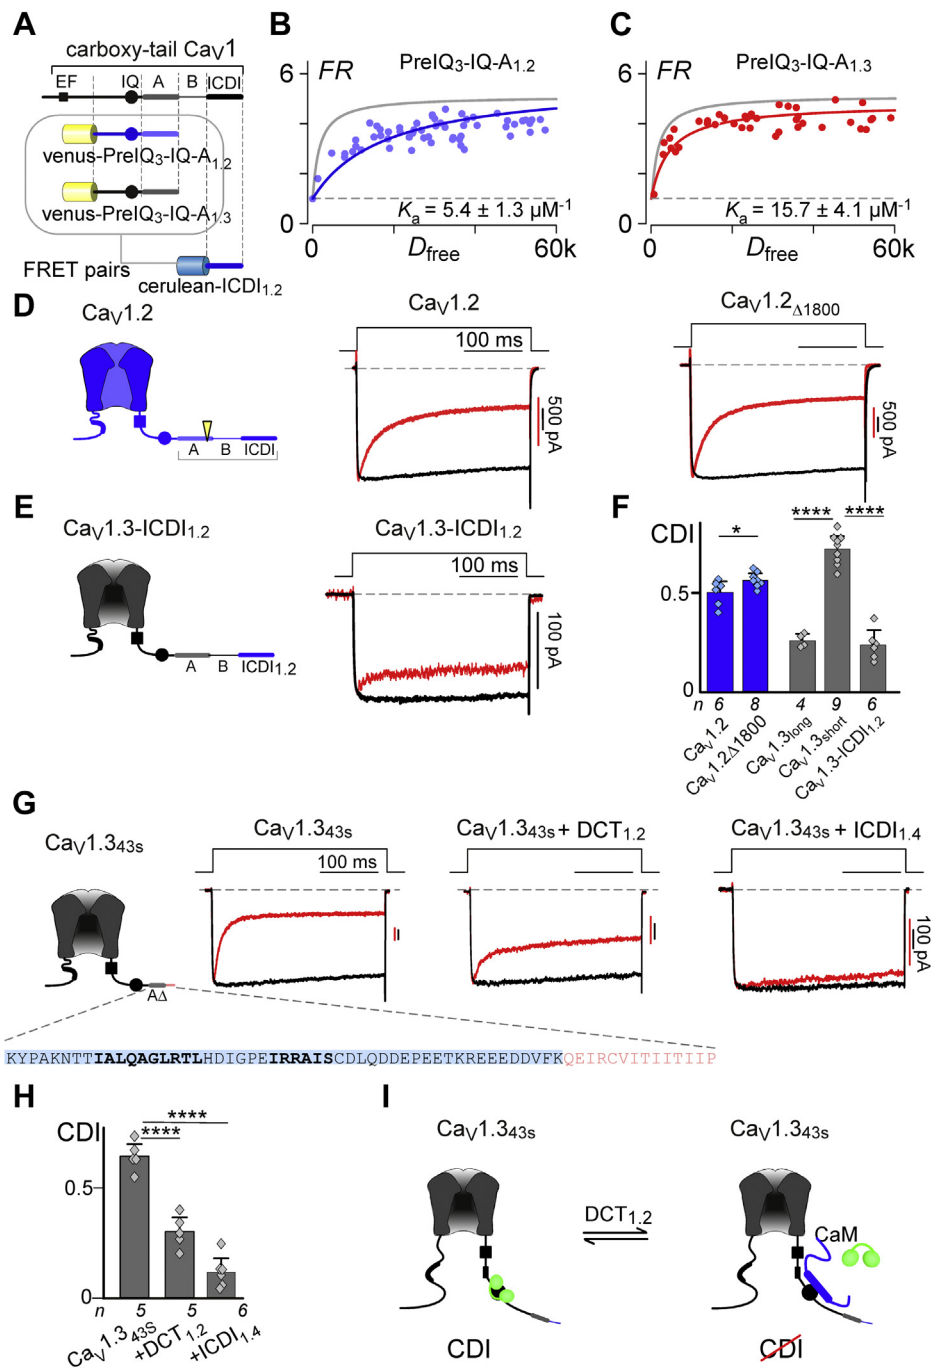 A
carboxy-tail CaV1
EF IQ A B ICDI
venus-PreIQ3-IQ-A1.2
venus-PreIQ3-IQ-A1.3
FRET pairs
cerulean-ICDI1.2
B
6
FR
PreIQ3-IQ-A1.2
0
Ka = 5.4 ± 1.3 µM-1
0 Dfree 60k
C
6
FR
PreIQ3-IQ-A1.3
0
Ka = 15.7 ± 4.1 µM-1
0 Dfree 60k
D
CaV1.2
A B ICDI
CaV1.2
100 ms
500 pA
CaV1.2Δ1800
500 pA
E
CaV1.3-ICDI1.2
A B ICDI1.2
CaV1.3-ICDI1.2
100 ms
100 pA
F
CDI
* **** ****
0.5
0
n 6 8 4 9 6
CaV1.2
CaV1.2Δ1800
CaV1.3long
CaV1.3short
CaV1.3-ICDI1.2
G
CaV1.343s
AΔ
CaV1.343s
100 ms
CaV1.343s + DCT1.2
CaV1.343s + ICDI1.4
100 pA
KYPAKNTTIALQAGLRTLHDIGPEIRRAISCDLQDDEPEETKREEEDDVFKQEIRCVITIITIIP
H
CDI
****
****
0.5
0
n 5 5 6
CaV1.343S
+DCT1.2
+ICDI1.4
I
CaV1.343s
CDI
DCT1.2
CaV1.343s
CaM
CDI